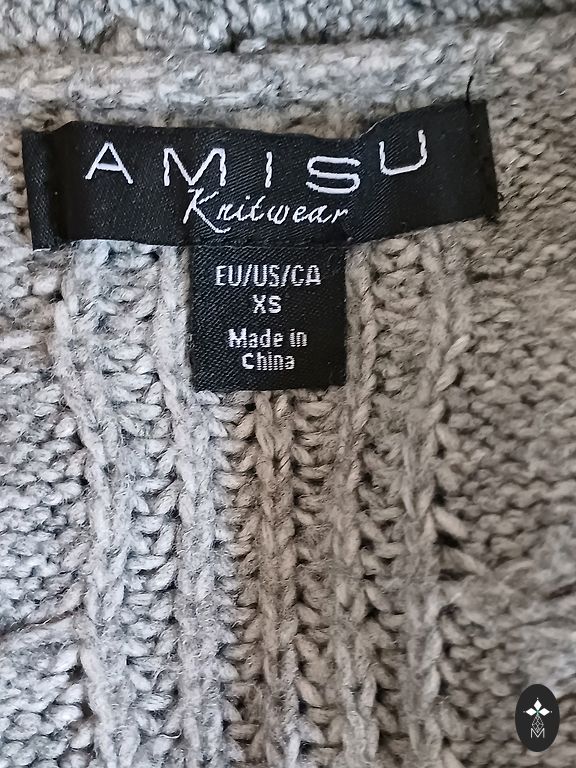 AMISU
Knitwear
EU/US/CA
XS
Made in
China
M